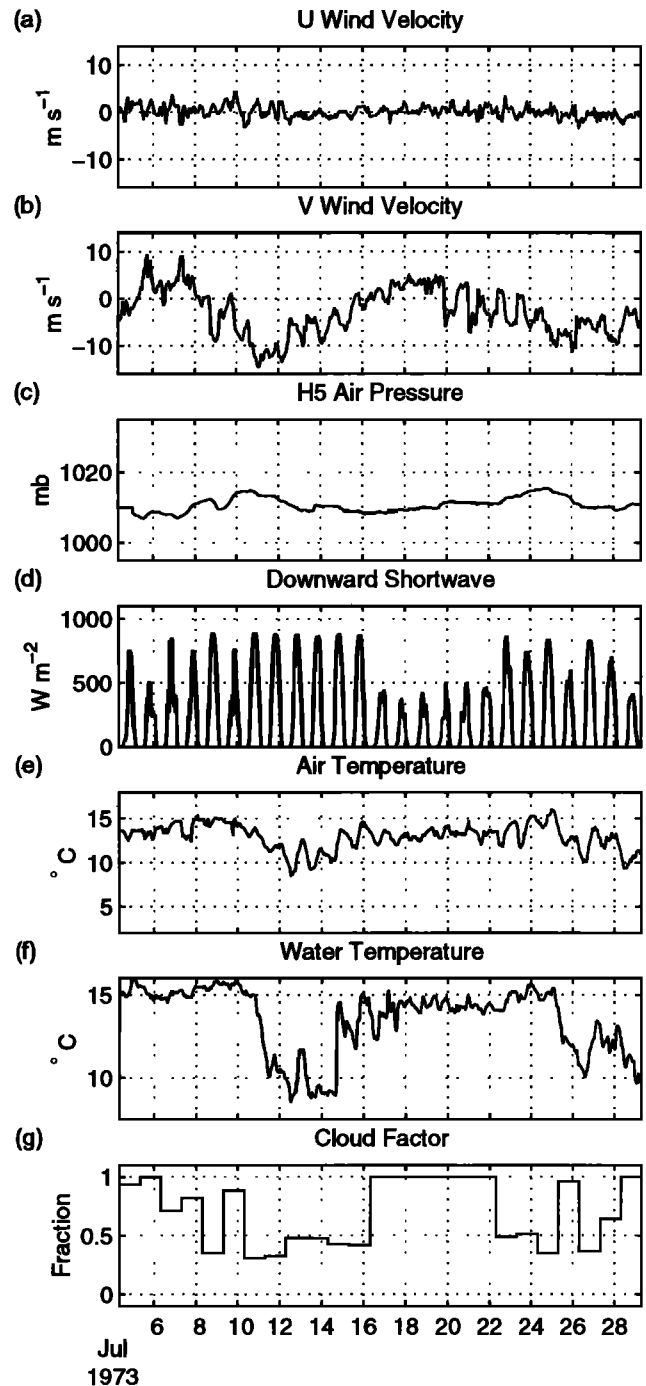 (a) U Wind Velocity
10
0
−10
m s⁻¹
(b) V Wind Velocity
10
0
−10
m s⁻¹
(c) H5 Air Pressure
1020
1000
mb
(d) Downward Shortwave
1000
500
0
W m⁻²
(e) Air Temperature
15
10
5
° C
(f) Water Temperature
15
10
° C
(g) Cloud Factor
1
0.5
0
Fraction
6 8 10 12 14 16 18 20 22 24 26 28
Jul
1973